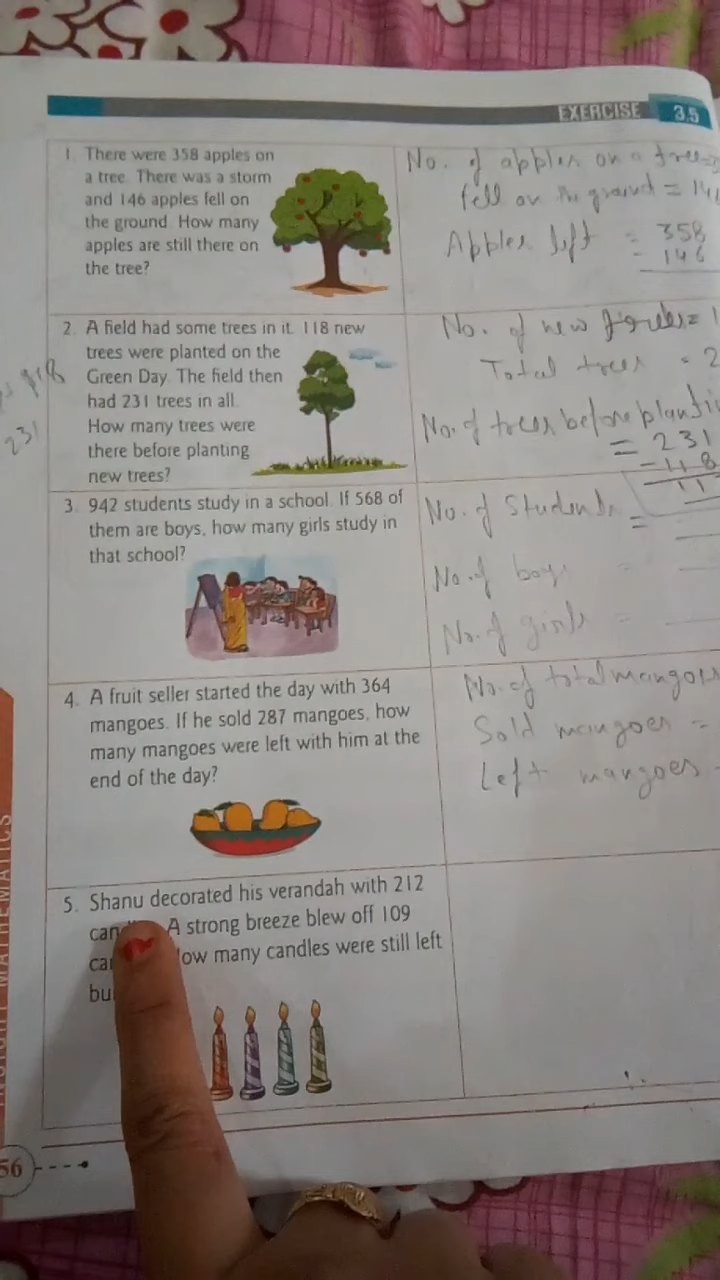 EXERCISE 3.5
1. There were 358 apples on
a tree. There was a storm
and 146 apples fell on
the ground. How many
apples are still there on
the tree?
No. of apples on a tree
fell on the ground = 146
Apples left = 358
- 146
2. A field had some trees in it. 118 new
trees were planted on the
Green Day. The field then
had 231 trees in all.
How many trees were
there before planting
new trees?
No. of new trees = 1
Total trees = 2
No. of trees before planti
= 231
- 118
11
231
3. 942 students study in a school. If 568 of
them are boys, how many girls study in
that school?
No. of Students =
No. of boys =
No. of girls =
4. A fruit seller started the day with 364
mangoes. If he sold 287 mangoes, how
many mangoes were left with him at the
end of the day?
No. of total mangoes
Sold mangoes =
Left mangoes -
5. Shanu decorated his verandah with 212
can A strong breeze blew off 109
ca ow many candles were still left
bu
MATHEMATICS
56